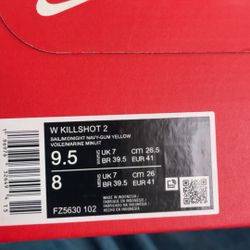 W KILLSHOT 2
SAIL/MIDNIGHT NAVY-GUM YELLOW
VOILE/MARINE MINUIT
9.5
UK 7
CM 26.5
BR 39.5
EUR 41
8
UK 7
CM 26
BR 39.5
EUR 41
FZ5630 102
MADE IN INDONESIA